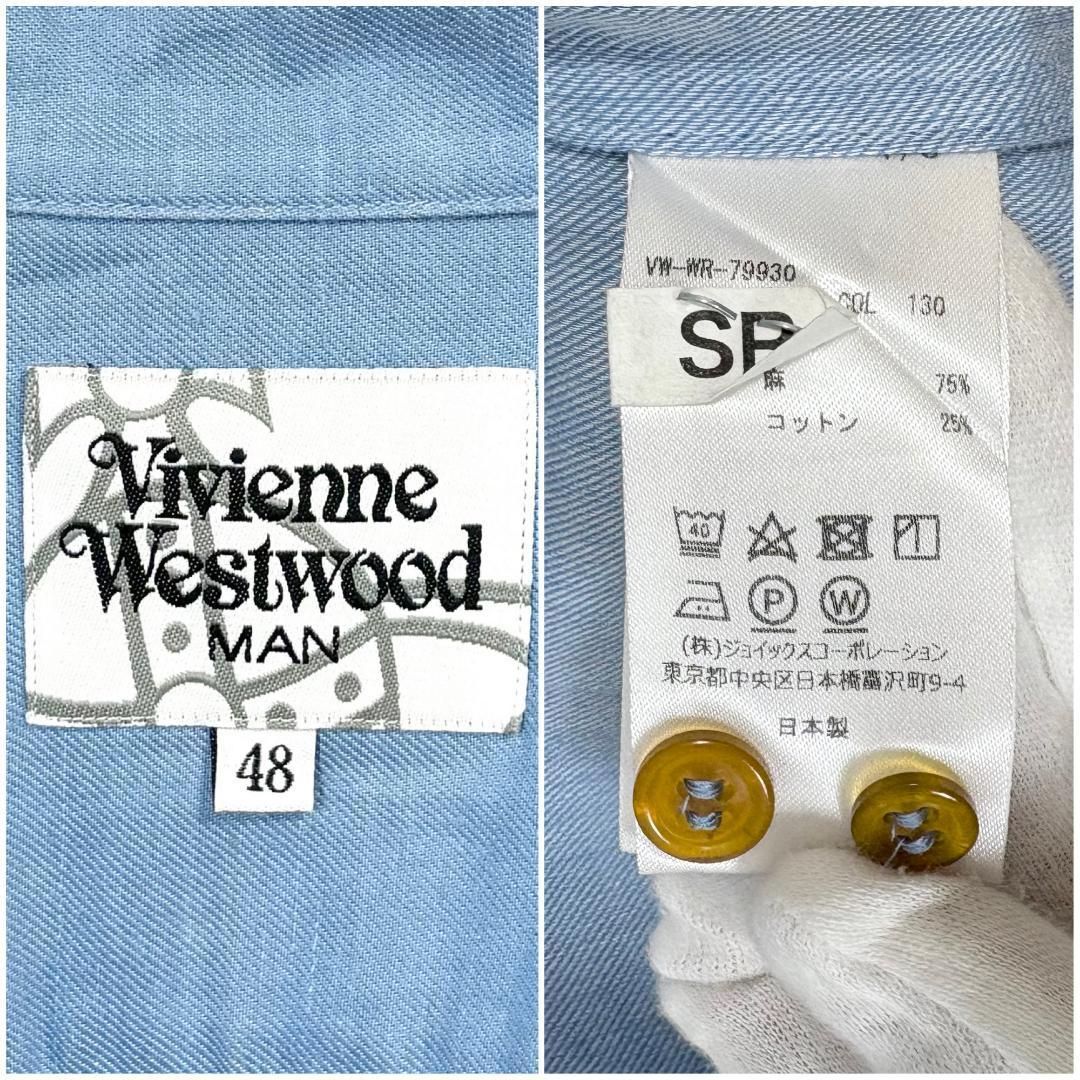 Vivienne
Westwood
MAN
48
VW-WR-79930
COL 130
麻 75%
コットン 25%
40
P
W
(株)ジョイックスコーポレーション
東京都中央区日本橋富沢町9-4
日本製